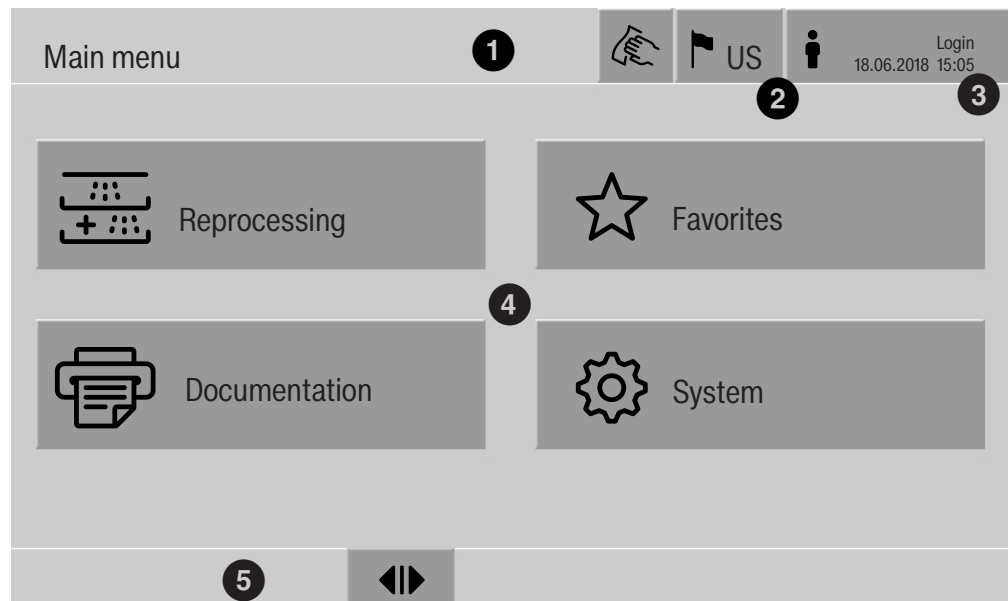 Main menu
1
US
Login
18.06.2018 15:05
2
3
Reprocessing
Favorites
4
Documentation
System
5